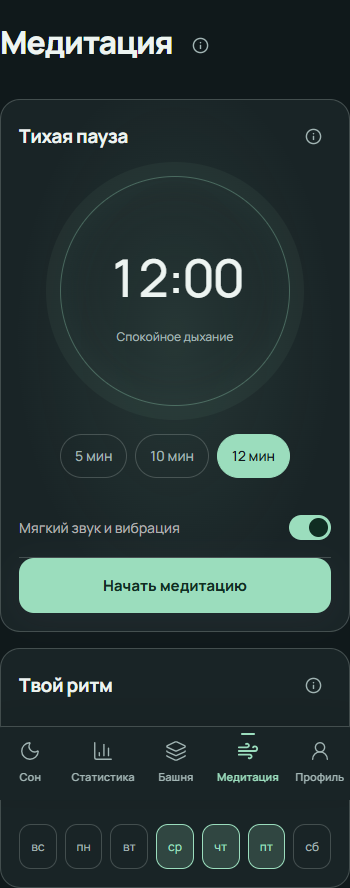 Медитация
Тихая пауза
12:00
Спокойное дыхание
5 мин 10 мин 12 мин
Мягкий звук и вибрация
Начать медитацию
Твой ритм
Сон Статистика Башня Медитация Профиль
вс пн вт ср чт пт сб